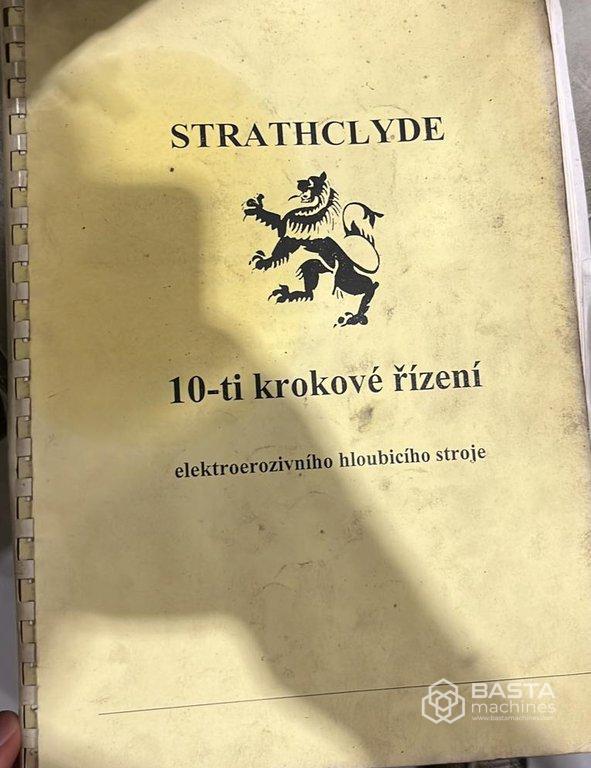 STRATHCLYDE
10-ti krokové řízení
elektroerozivního hloubicího stroje
BASTA
machines
www.bastamachines.com